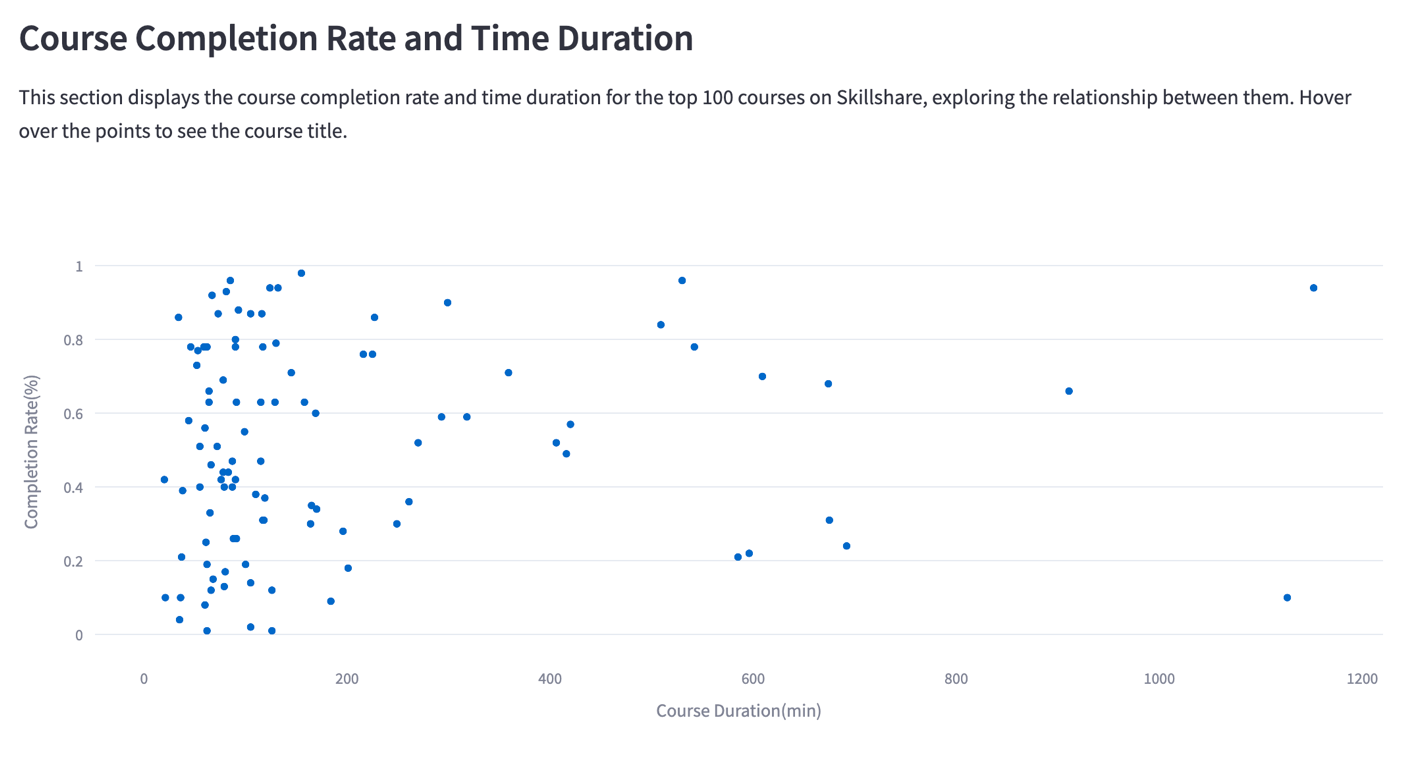 Course Completion Rate and Time Duration
This section displays the course completion rate and time duration for the top 100 courses on Skillshare, exploring the relationship between them. Hover
over the points to see the course title.
Completion Rate(%)
1
0.8
0.6
0.4
0.2
0
0 200 400 600 800 1000 1200
Course Duration(min)